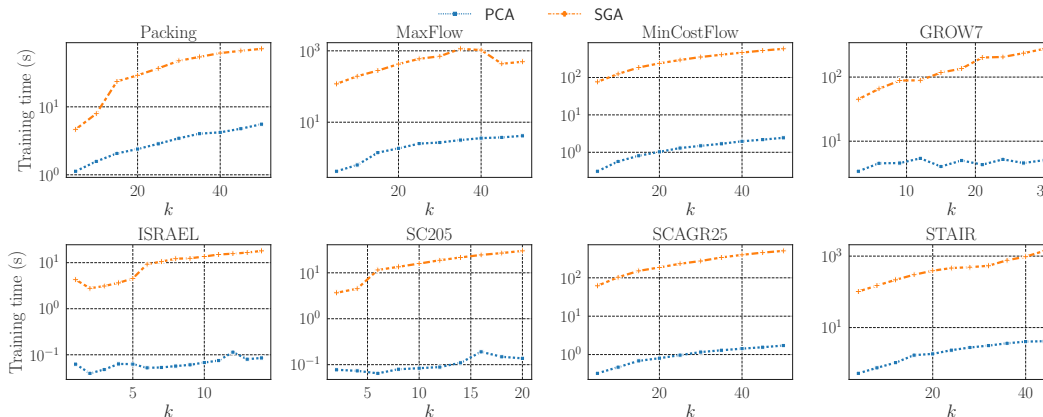 PCA SGA
Packing MaxFlow MinCostFlow GROW7
Training time (s)
10^1
10^0
20 40
k
10^3
10^1
20 40
k
10^2
10^0
20 40
k
10^2
10^1
10 20 30
k
ISRAEL SC205 SCAGR25 STAIR
Training time (s)
10^1
10^0
10^−1
5 10
k
10^1
10^0
10^−1
5 10 15 20
k
10^2
10^1
10^0
20 40
k
10^3
10^1
20 40
k